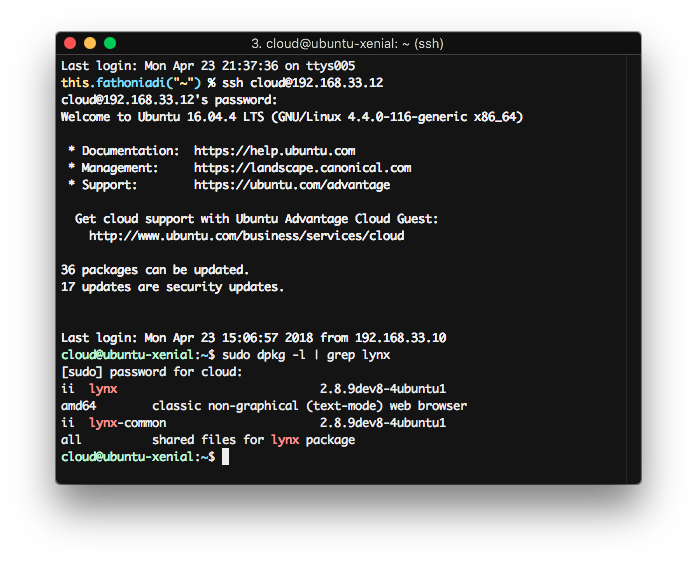 3. cloud@ubuntu-xenial: ~ (ssh)
Last login: Mon Apr 23 21:37:36 on ttys005
this.fathoniadi("~") % ssh cloud@192.168.33.12
cloud@192.168.33.12's password:
Welcome to Ubuntu 16.04.4 LTS (GNU/Linux 4.4.0-116-generic x86_64)
* Documentation:  https://help.ubuntu.com
* Management:     https://landscape.canonical.com
* Support:        https://ubuntu.com/advantage
Get cloud support with Ubuntu Advantage Cloud Guest:
http://www.ubuntu.com/business/services/cloud
36 packages can be updated.
17 updates are security updates.
Last login: Mon Apr 23 15:06:57 2018 from 192.168.33.10
cloud@ubuntu-xenial:~$ sudo dpkg -l | grep lynx
[sudo] password for cloud:
ii  lynx                             2.8.9dev8-4ubuntu1
amd64        classic non-graphical (text-mode) web browser
ii  lynx-common                      2.8.9dev8-4ubuntu1
all          shared files for lynx package
cloud@ubuntu-xenial:~$